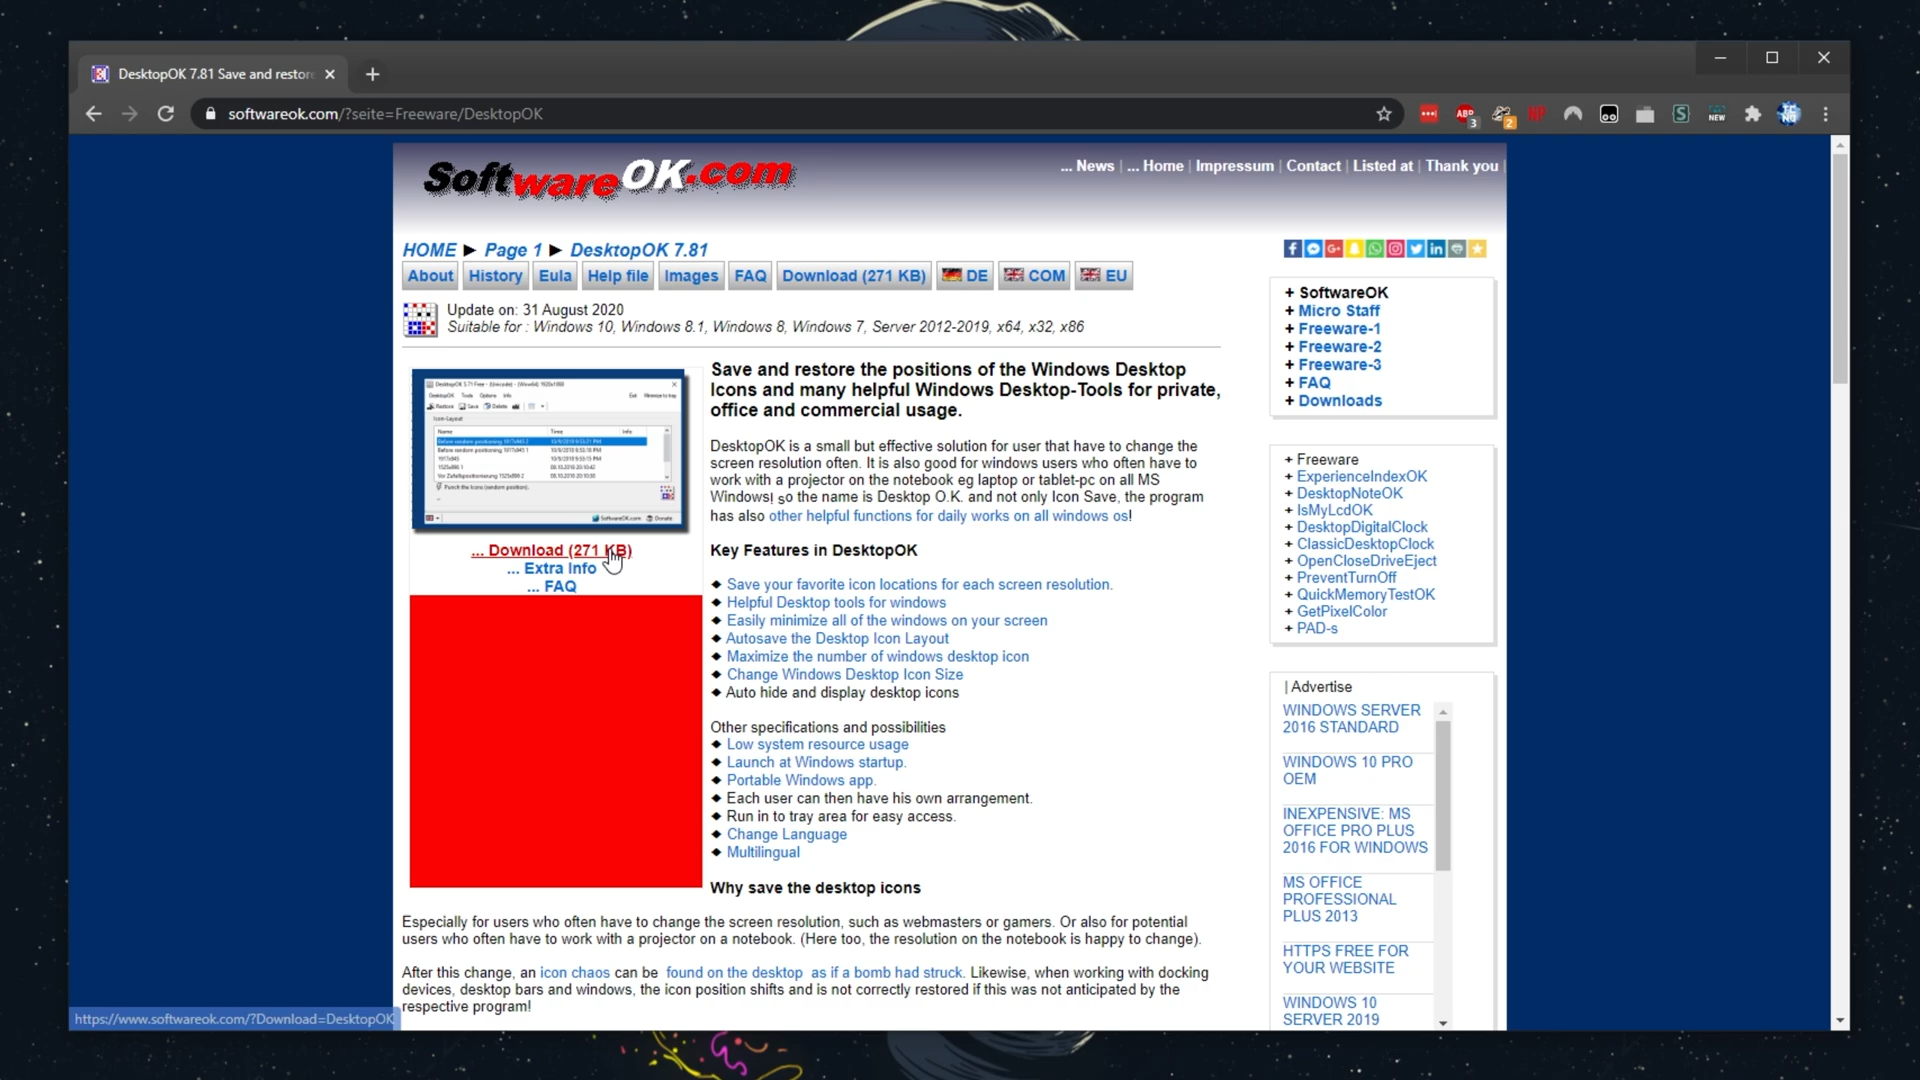 DesktopOK 7.81 Save and restore
softwareok.com/?seite=Freeware/DesktopOK
ABP
3
2
NEW
SoftwareOK.com
... News | ... Home | Impressum | Contact | Listed at | Thank you |
HOME ► Page 1 ► DesktopOK 7.81
About History Eula Help file Images FAQ Download (271 KB) DE COM EU
Update on: 31 August 2020
Suitable for : Windows 10, Windows 8.1, Windows 8, Windows 7, Server 2012-2019, x64, x32, x86
Save and restore the positions of the Windows Desktop
Icons and many helpful Windows Desktop-Tools for private,
office and commercial usage.
DesktopOK is a small but effective solution for user that have to change the
screen resolution often. It is also good for windows users who often have to
work with a projector on the notebook eg laptop or tablet-pc on all MS
Windows! so the name is Desktop O.K. and not only Icon Save, the program
has also other helpful functions for daily works on all windows os!
... Download (271 KB)
... Extra Info
... FAQ
Key Features in DesktopOK
◆ Save your favorite icon locations for each screen resolution.
◆ Helpful Desktop tools for windows
◆ Easily minimize all of the windows on your screen
◆ Autosave the Desktop Icon Layout
◆ Maximize the number of windows desktop icon
◆ Change Windows Desktop Icon Size
◆ Auto hide and display desktop icons
Other specifications and possibilities
◆ Low system resource usage
◆ Launch at Windows startup.
◆ Portable Windows app.
◆ Each user can then have his own arrangement.
◆ Run in to tray area for easy access.
◆ Change Language
◆ Multilingual
Why save the desktop icons
Especially for users who often have to change the screen resolution, such as webmasters or gamers. Or also for potential
users who often have to work with a projector on a notebook. (Here too, the resolution on the notebook is happy to change).
After this change, an icon chaos can be found on the desktop as if a bomb had struck. Likewise, when working with docking
devices, desktop bars and windows, the icon position shifts and is not correctly restored if this was not anticipated by the
respective program!
+ SoftwareOK
+ Micro Staff
+ Freeware-1
+ Freeware-2
+ Freeware-3
+ FAQ
+ Downloads
+ Freeware
+ ExperienceIndexOK
+ DesktopNoteOK
+ IsMyLcdOK
+ DesktopDigitalClock
+ ClassicDesktopClock
+ OpenCloseDriveEject
+ PreventTurnOff
+ QuickMemoryTestOK
+ GetPixelColor
+ PAD-s
| Advertise
WINDOWS SERVER
2016 STANDARD
WINDOWS 10 PRO
OEM
INEXPENSIVE: MS
OFFICE PRO PLUS
2016 FOR WINDOWS
MS OFFICE
PROFESSIONAL
PLUS 2013
HTTPS FREE FOR
YOUR WEBSITE
WINDOWS 10
SERVER 2019
https://www.softwareok.com/?Download=DesktopOK